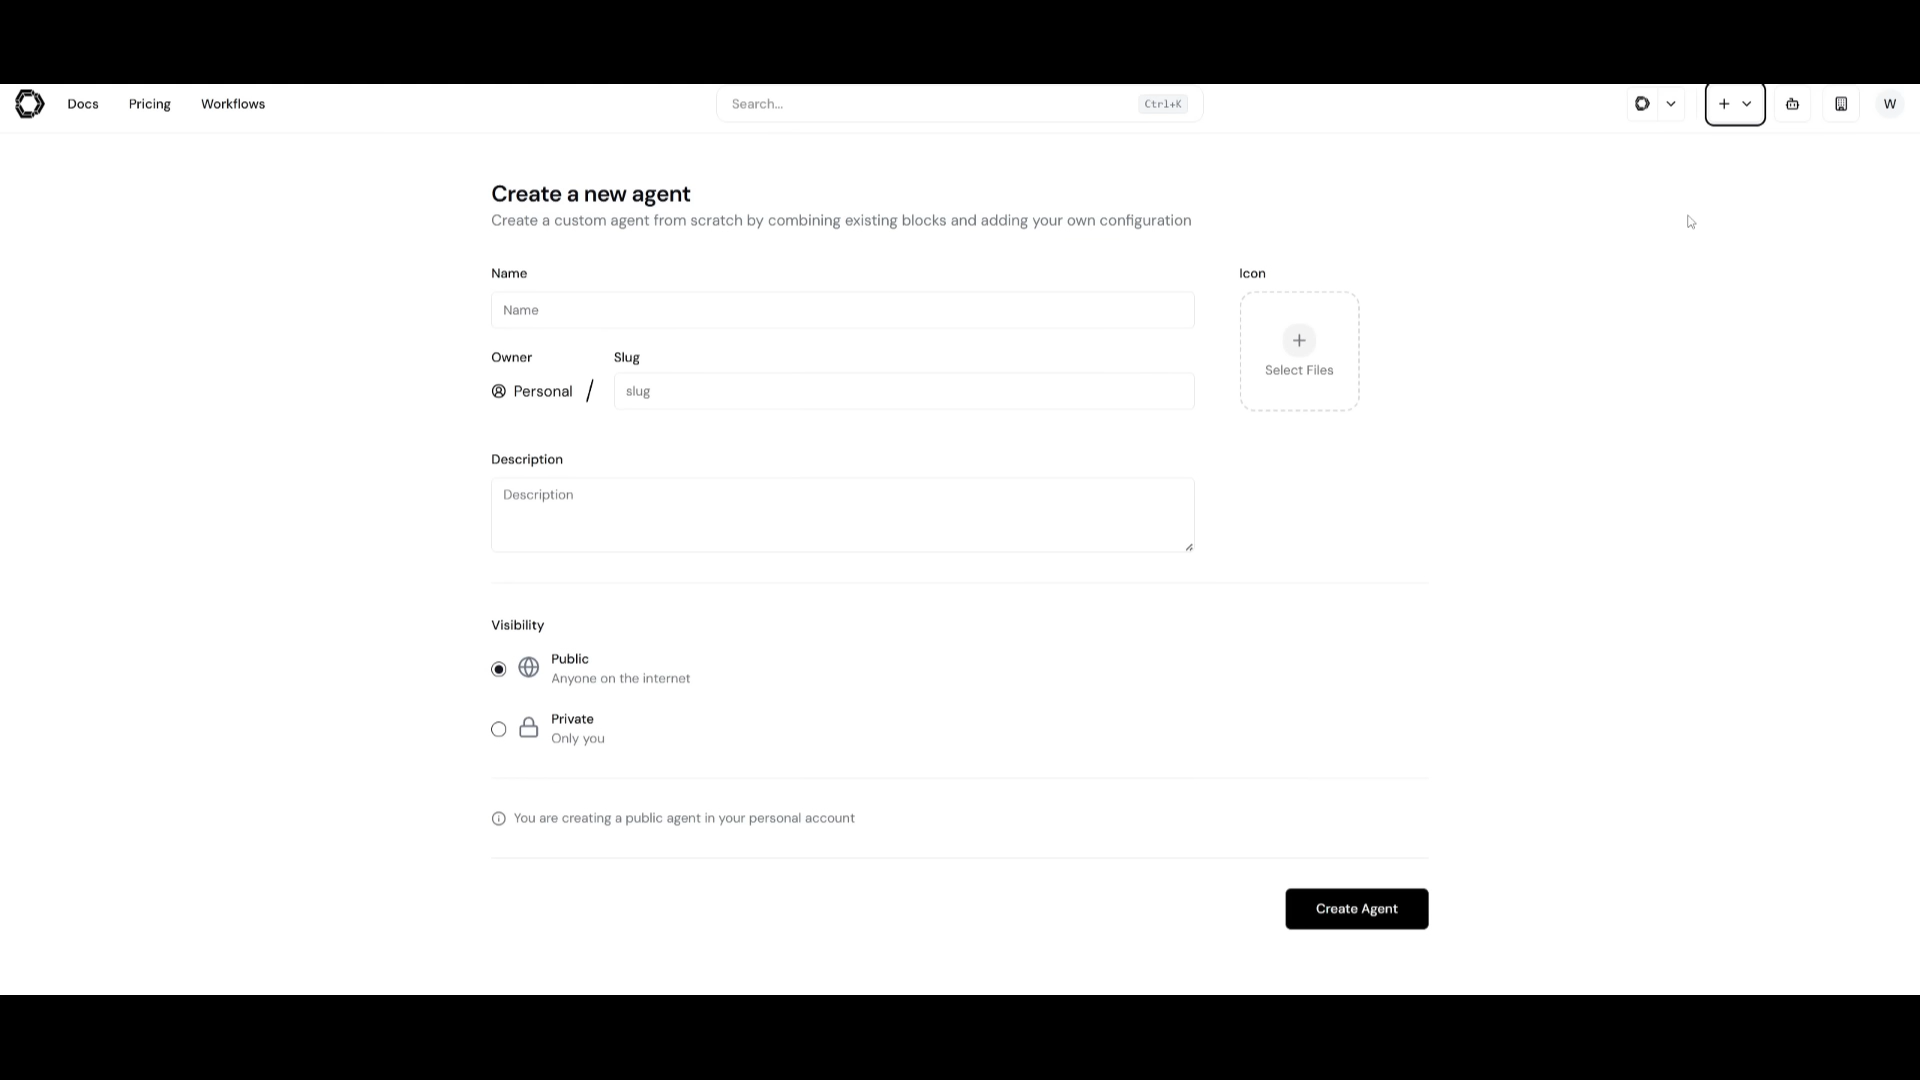 Docs
Pricing
Workflows
Search...
Ctrl+K
W
Create a new agent
Create a custom agent from scratch by combining existing blocks and adding your own configuration
Name
Icon
Name
Select Files
Owner
Slug
Personal /
slug
Description
Description
Visibility
Public
Anyone on the internet
Private
Only you
You are creating a public agent in your personal account
Create Agent